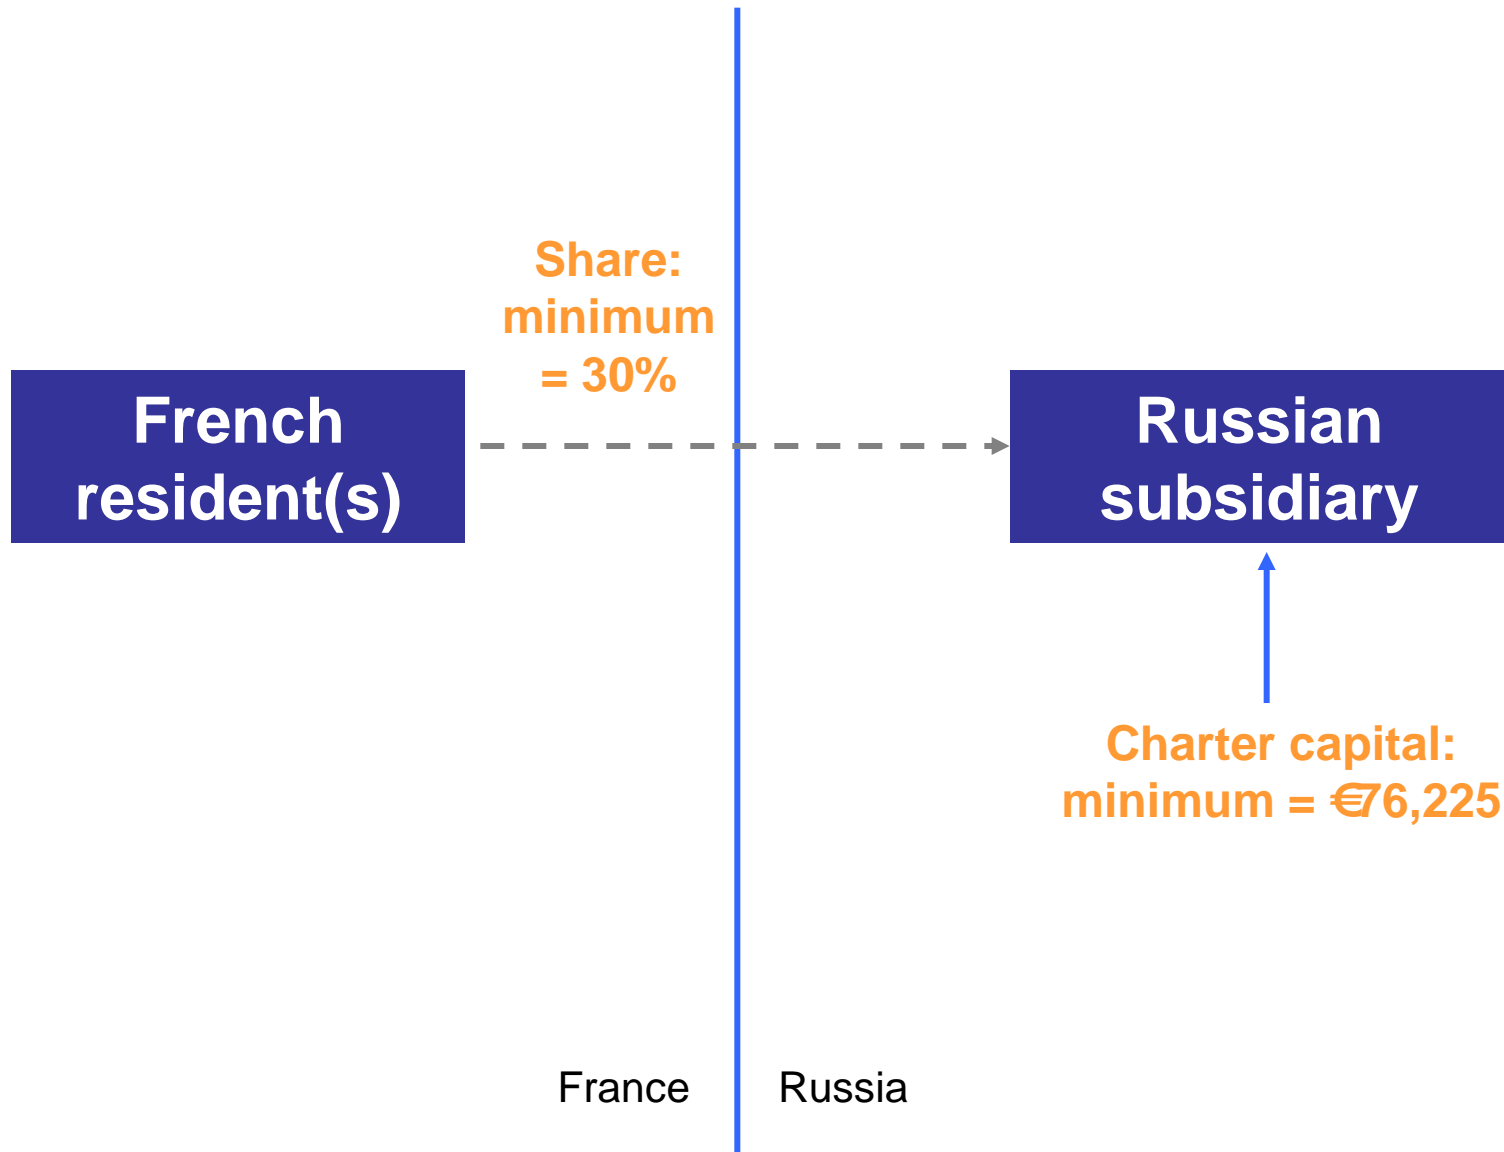 Share:
minimum
= 30%
French
resident(s)
Russian
subsidiary
Charter capital:
minimum = €76,225
France
Russia